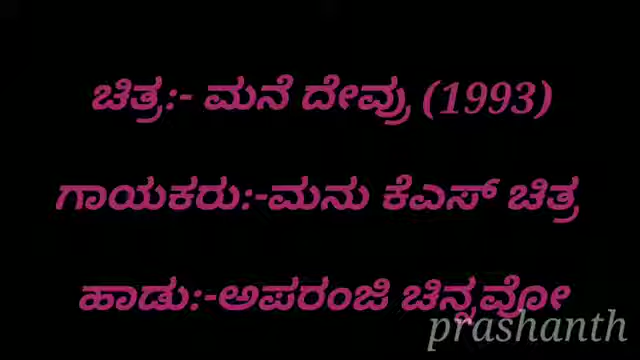 ಚಿತ್ರ:- ಮನೆ ದೇವ್ರು (1993)
ಗಾಯಕರು:-ಮನು ಕೆಎಸ್ ಚಿತ್ರ
ಹಾಡು:-ಅಪರಂಜಿ ಚಿನ್ನವೋ
prashanth